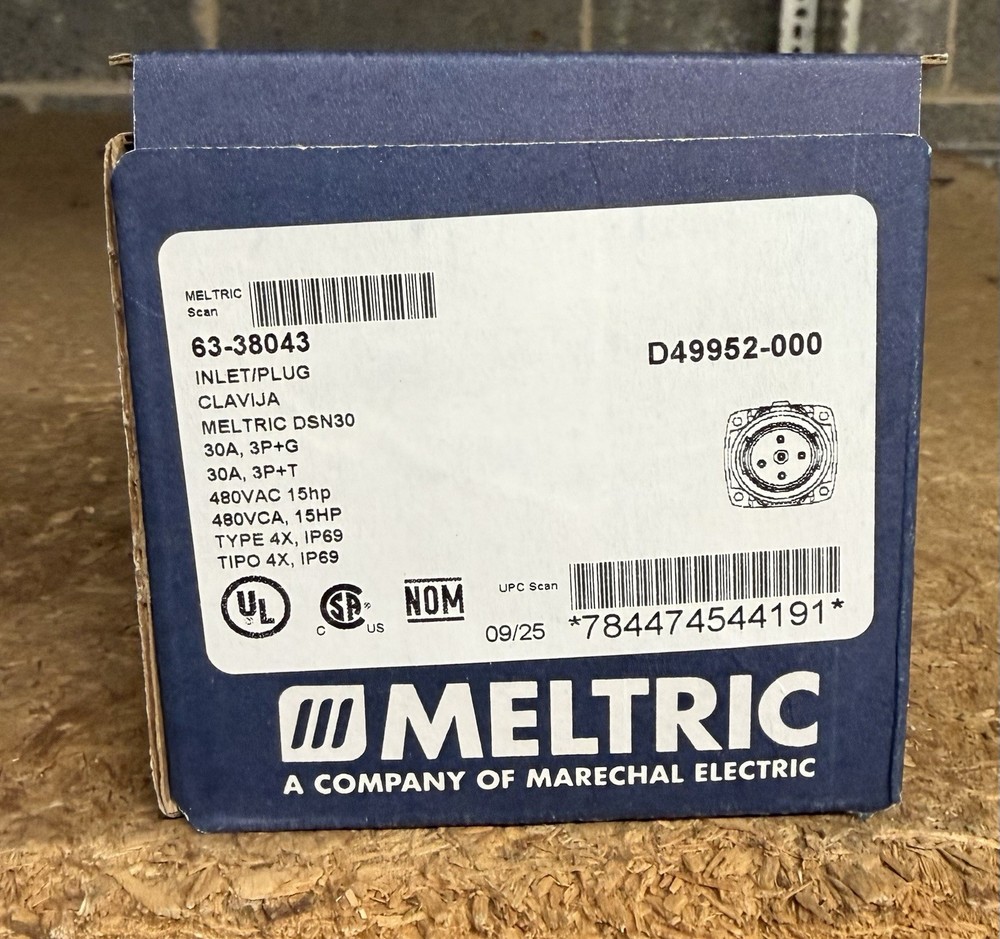 MELTRIC
Scan
63-38043
D49952-000
INLET/PLUG
CLAVIJA
MELTRIC DSN30
30A, 3P+G
30A, 3P+T
480VAC 15hp
480VCA, 15HP
TYPE 4X, IP69
TIPO 4X, IP69
UL
C SA US
NOM
UPC Scan
09/25
*784474544191*
MELTRIC
A COMPANY OF MARECHAL ELECTRIC